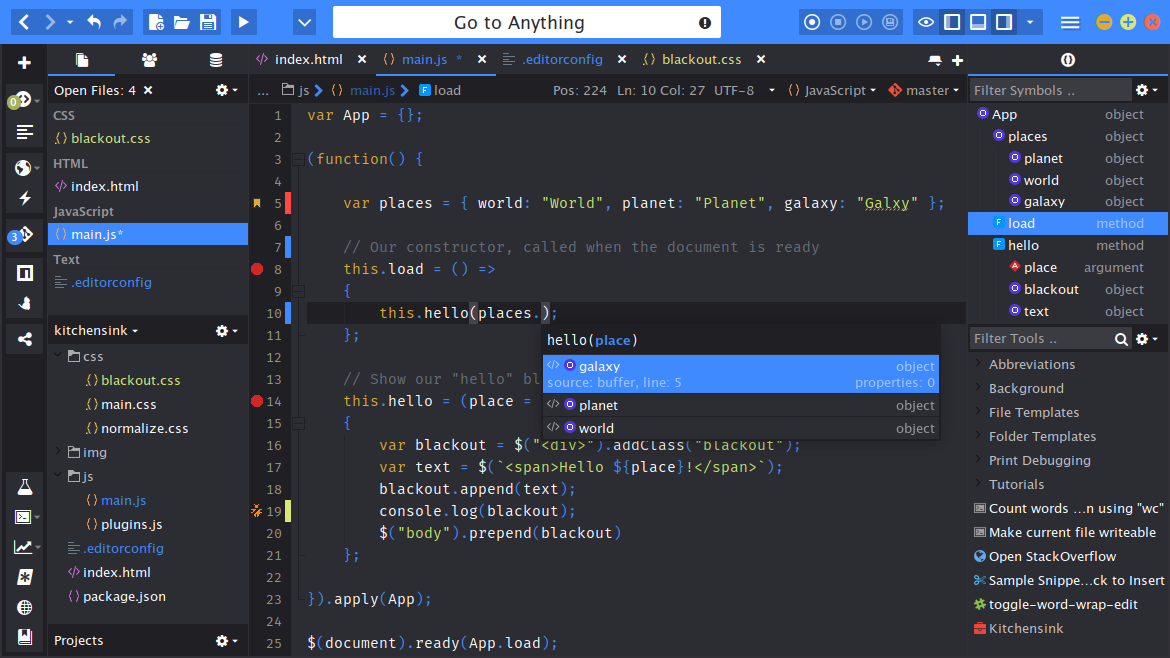 Go to Anything
Open Files: 4
CSS
blackout.css
HTML
index.html
JavaScript
main.js*
Text
.editorconfig
kitchensink
css
blackout.css
main.css
normalize.css
img
js
main.js
plugins.js
.editorconfig
index.html
package.json
Projects
0
3
index.html main.js * .editorconfig blackout.css
... js main.js load Pos: 224 Ln: 10 Col: 27 UTF-8 JavaScript master
1 var App = {};
2
3 (function() {
4
5 var places = { world: "World", planet: "Planet", galaxy: "Galxy" };
6
7 // Our constructor, called when the document is ready
8 this.load = () =>
9 {
10 this.hello(places.);
11 };
12
13 // Show our "hello" bl
14 this.hello = (place =
15 {
16 var blackout = $("<div>").addClass("blackout");
17 var text = $(`<span>Hello ${place}!</span>`);
18 blackout.append(text);
19 console.log(blackout);
20 $("body").prepend(blackout)
21 };
22
23 }).apply(App);
24
25 $(document).ready(App.load);
hello(place)
galaxy object
source: buffer, line: 5 properties: 0
planet object
world object
Filter Symbols ..
App object
places object
planet object
world object
galaxy object
load method
hello method
place argument
blackout object
text object
Filter Tools ..
Abbreviations
Background
File Templates
Folder Templates
Print Debugging
Tutorials
Count words ...n using "wc"
Make current file writeable
Open StackOverflow
Sample Snippe...ck to Insert
toggle-word-wrap-edit
Kitchensink